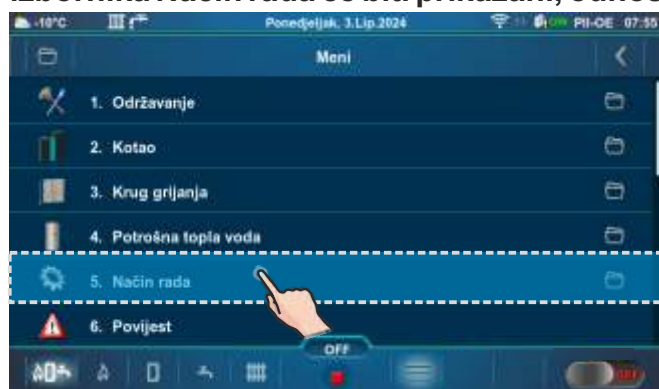 -10°C Ponedjeljak, 3.Lip.2024 PII-OE 07:55
Meni
1. Održavanje
2. Kotao
3. Krug grijanja
4. Potrošna topla voda
5. Način rada
6. Povijest
OFF
OFF